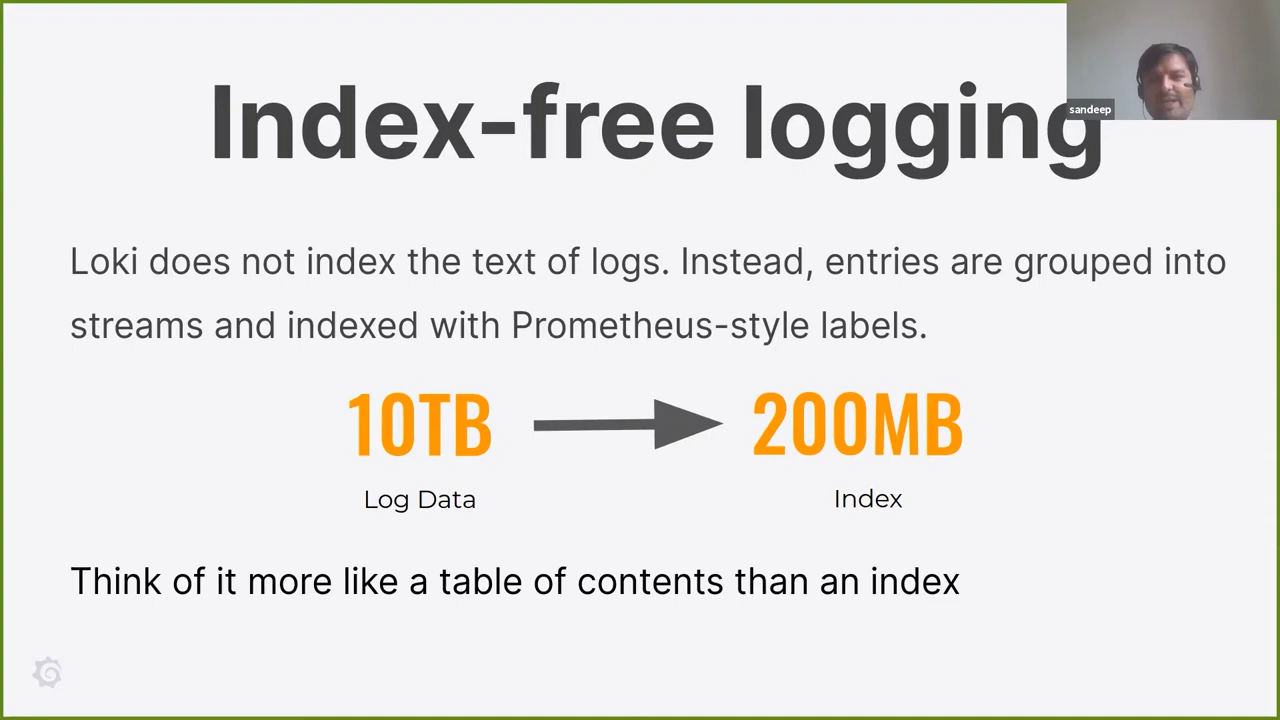 Index-free logging
sandeep
Loki does not index the text of logs. Instead, entries are grouped into
streams and indexed with Prometheus-style labels.
10TB
200MB
Log Data
Index
Think of it more like a table of contents than an index